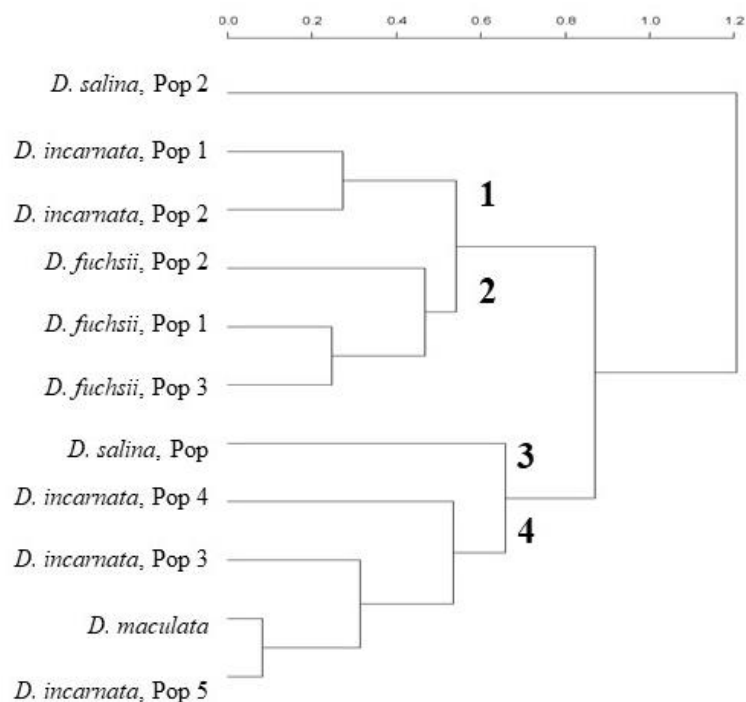 0.0 0.2 0.4 0.6 0.8 1.0 1.2
D. salina, Pop 2
D. incarnata, Pop 1
1
D. incarnata, Pop 2
D. fuchsii, Pop 2
2
D. fuchsii, Pop 1
D. fuchsii, Pop 3
D. salina, Pop
3
D. incarnata, Pop 4
4
D. incarnata, Pop 3
D. maculata
D. incarnata, Pop 5